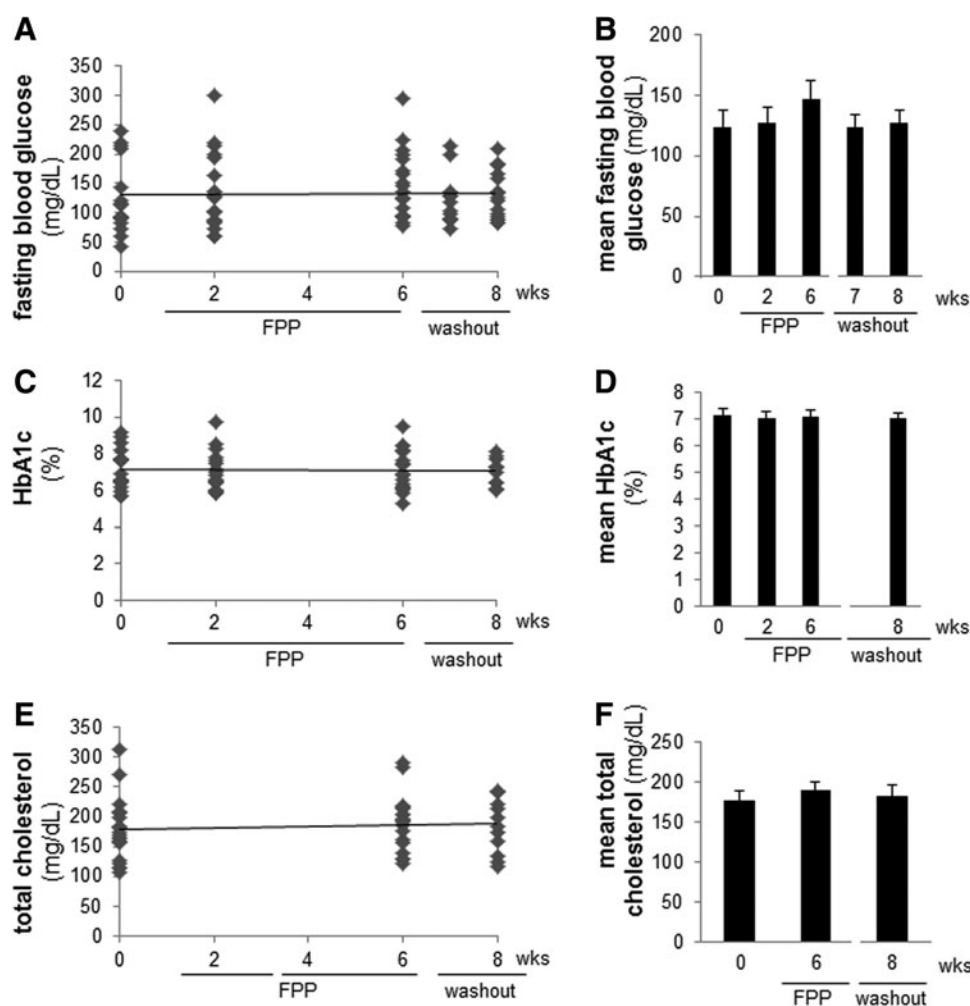 A
fasting blood glucose
(mg/dL)
350
300
250
200
150
100
50
0
0 2 4 6 8 wks
FPP washout
B
mean fasting blood
glucose (mg/dL)
200
150
100
50
0
0 2 6 7 8 wks
FPP washout
C
HbA1c
(%)
12
10
8
6
4
2
0
0 2 4 6 8 wks
FPP washout
D
mean HbA1c
(%)
8
7
6
5
4
3
2
1
0
0 2 6 8 wks
FPP washout
E
total cholesterol
(mg/dL)
350
300
250
200
150
100
50
0
0 2 4 6 8 wks
FPP washout
F
mean total
cholesterol (mg/dL)
250
200
150
100
50
0
0 6 8 wks
FPP washout